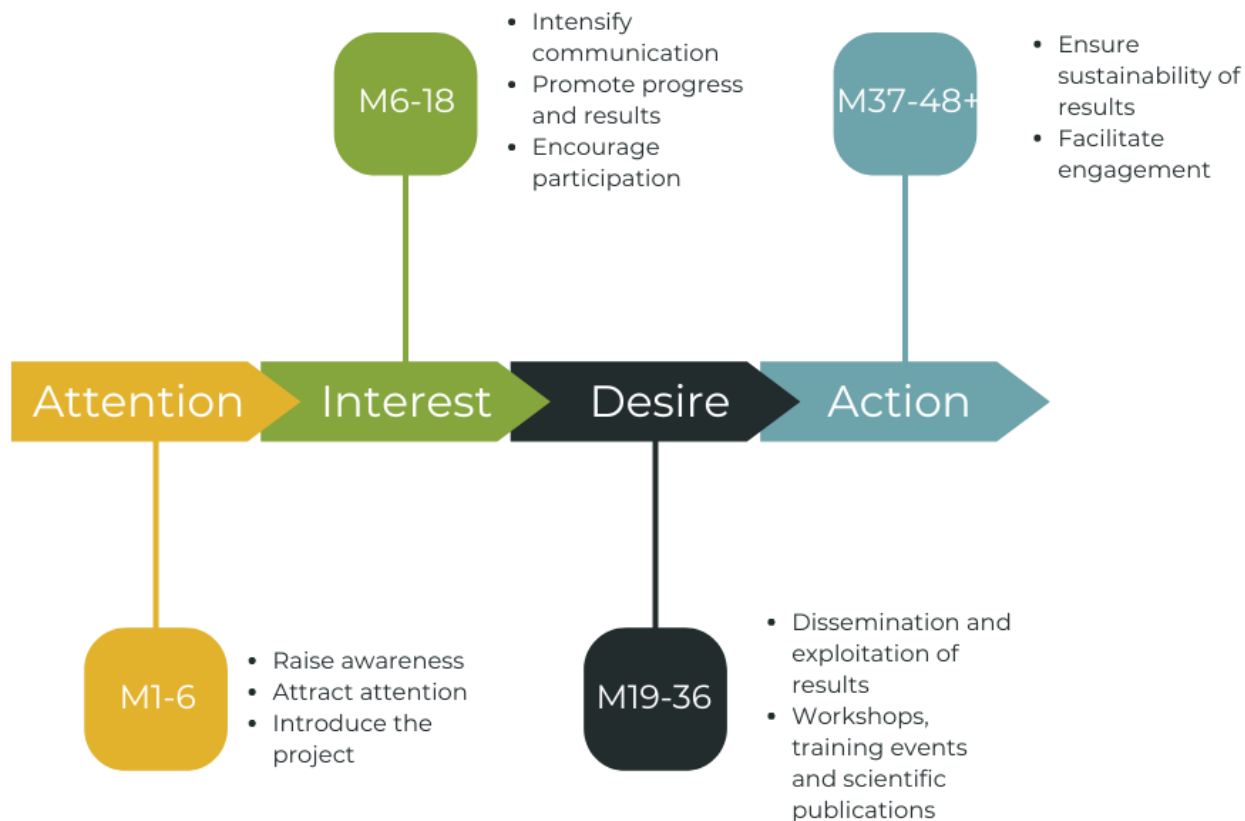 M6-18
• Intensify
communication
• Promote progress
and results
• Encourage
participation
M37-48+
• Ensure
sustainability of
results
• Facilitate
engagement
Attention
Interest
Desire
Action
M1-6
• Raise awareness
• Attract attention
• Introduce the
project
M19-36
• Dissemination and
exploitation of
results
• Workshops,
training events
and scientific
publications